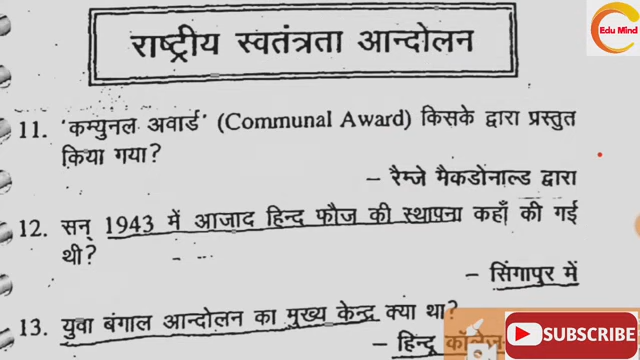 Edu Mind
राष्ट्रीय स्वतंत्रता आन्दोलन
11. 'कम्युनल अवार्ड' (Communal Award) किसके द्वारा प्रस्तुत
किया गया?
– रैम्जे मैकडोनाल्ड द्वारा
12. सन् 1943 में आजाद हिन्द फौज की स्थापना कहाँ की गई
थी?
– सिंगापुर में
13. युवा बंगाल आन्दोलन का मुख्य केन्द्र क्या था?
– हिन्दू कॉलेज
SUBSCRIBE